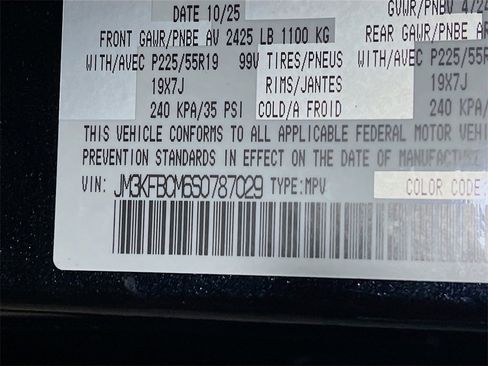 DATE 10/25 GVWR/PNBV
FRONT GAWR/PNBE AV 2425 LB 1100 KG REAR GAWR/PNBE AR
WITH/AVEC P225/55R19 99V TIRES/PNEUS WITH/AVEC P225/55R
19X7J RIMS/JANTES 19X7J
240 KPA/35 PSI COLD/A FROID 240 KPA
THIS VEHICLE CONFORMS TO ALL APPLICABLE FEDERAL MOTOR VEHI
PREVENTION STANDARDS IN EFFECT ON THE DATE OF MANUFACTURE
VIN: JM3KFBCM6S0787029 TYPE:MPV COLOR CODE: